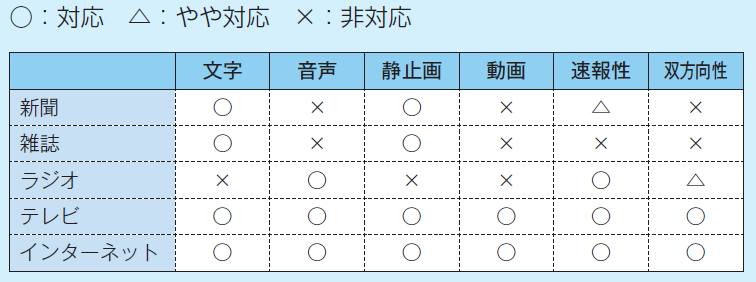 ○：対応　△：やや対応　×：非対応
文字 音声 静止画 動画 速報性 双方向性
新聞 ○ × ○ × △ ×
雑誌 ○ × ○ × × ×
ラジオ × ○ × × ○ △
テレビ ○ ○ ○ ○ ○ ○
インターネット ○ ○ ○ ○ ○ ○